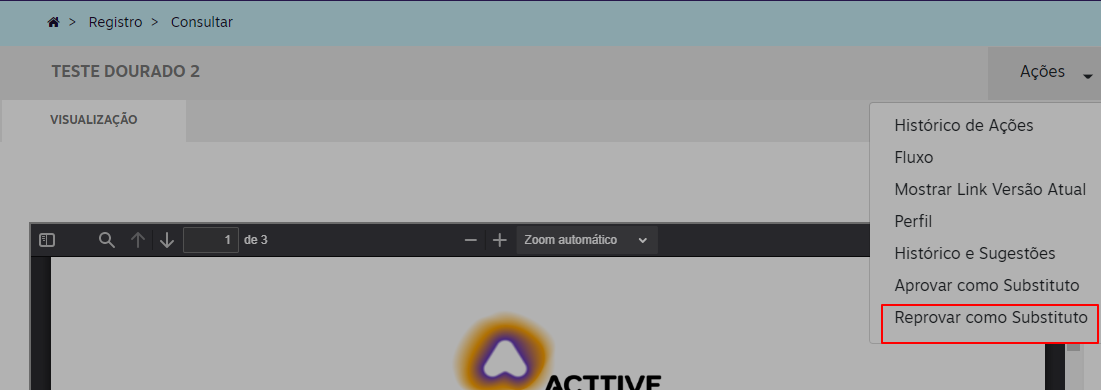 > Registro > Consultar
TESTE DOURADO 2
Ações
VISUALIZAÇÃO
Histórico de Ações
Fluxo
Mostrar Link Versão Atual
Perfil
Histórico e Sugestões
Aprovar como Substituto
Reprovar como Substituto
1 de 3
Zoom automático
ACTTIVE